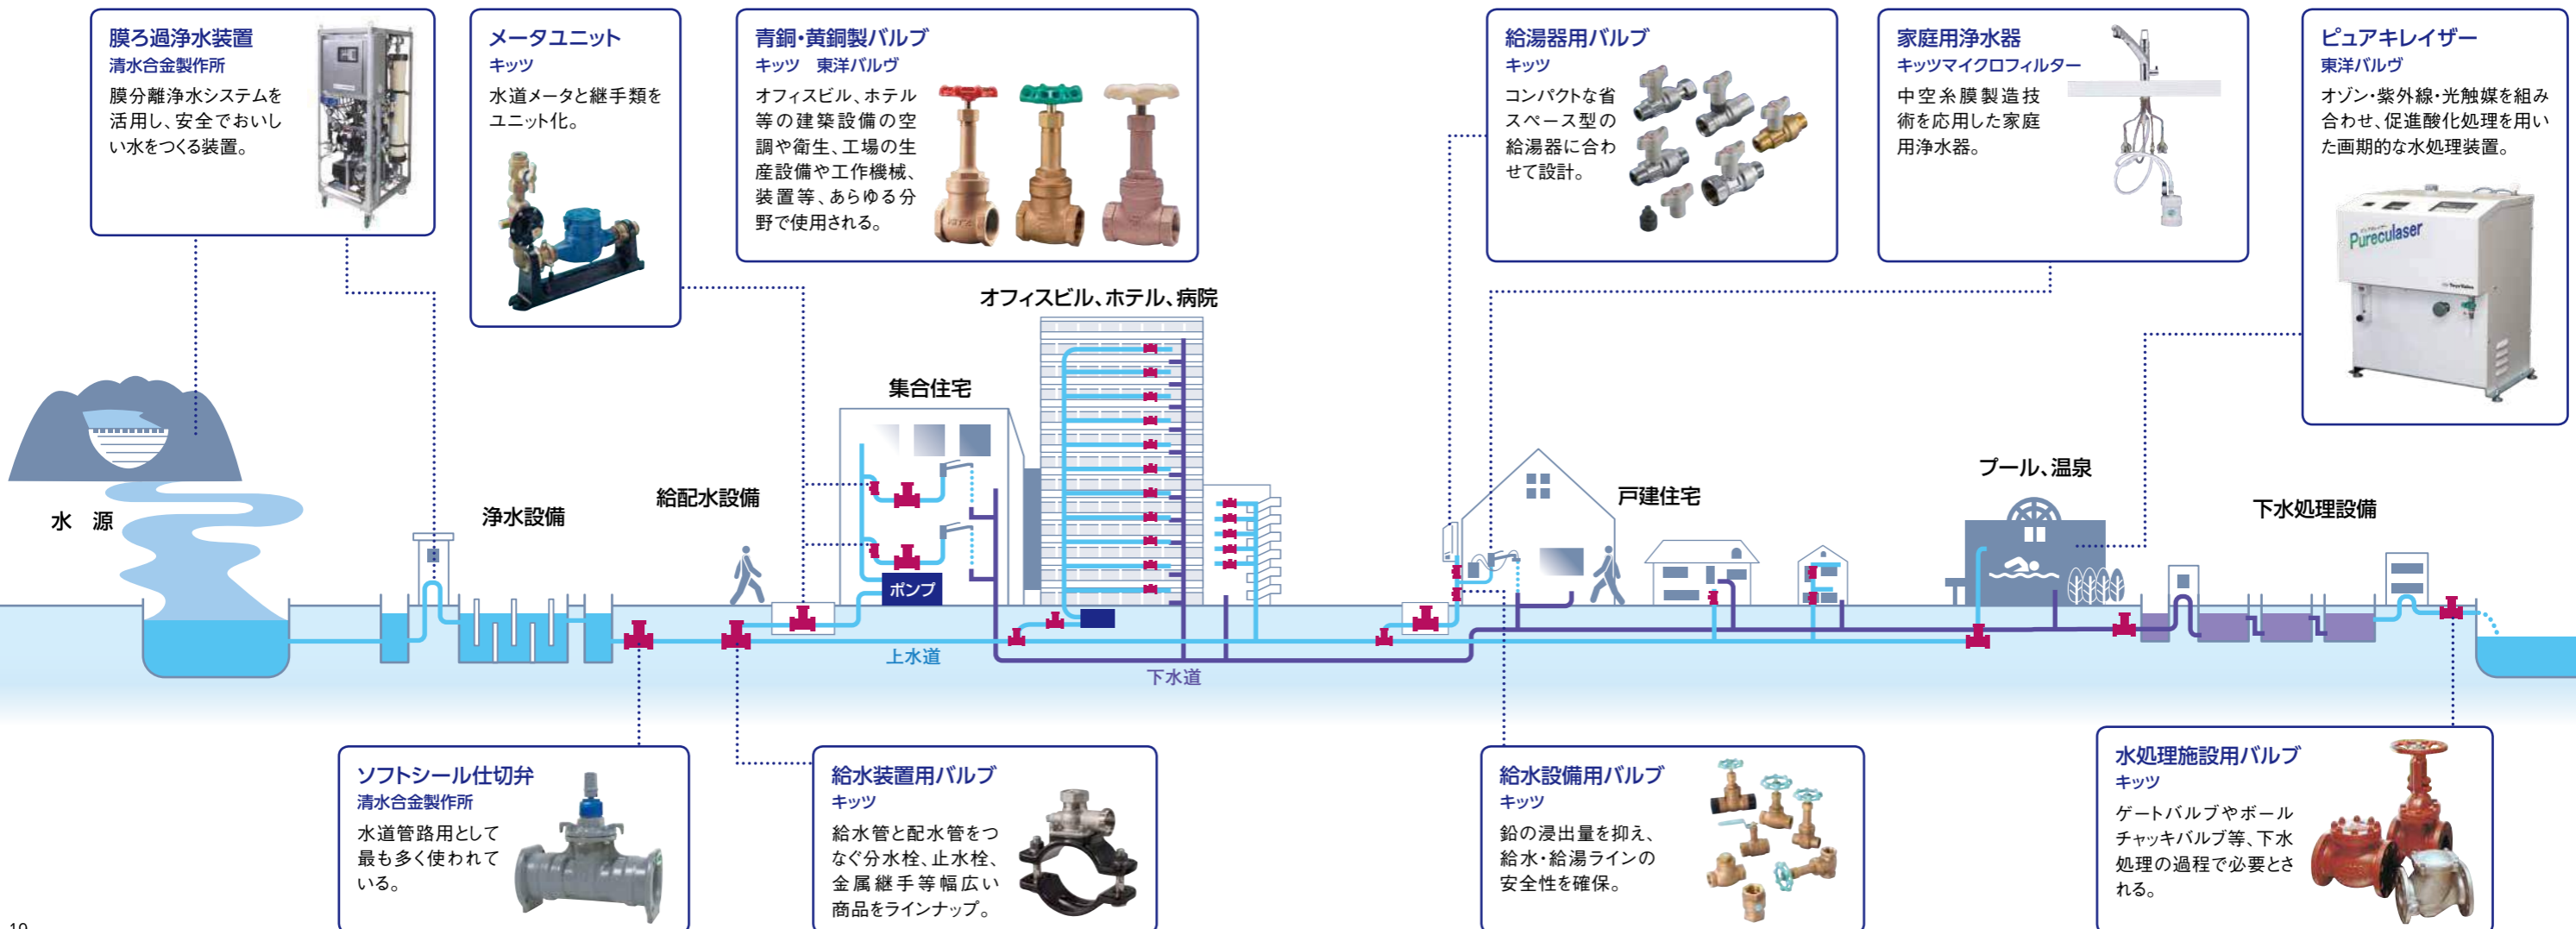 膜ろ過浄水装置
清水合金製作所
膜分離浄水システムを
活用し、安全でおいし
い水をつくる装置。
メータユニット
キッツ
水道メータと継手類を
ユニット化。
青銅・黄銅製バルブ
キッツ　東洋バルヴ
オフィスビル、ホテル
等の建築設備の空
調や衛生、工場の生
産設備や工作機械、
装置等、あらゆる分
野で使用される。
給湯器用バルブ
キッツ
コンパクトな省
スペース型の
給湯器に合わ
せて設計。
家庭用浄水器
キッツマイクロフィルター
中空糸膜製造技
術を応用した家庭
用浄水器。
ピュアキレイザー
東洋バルヴ
オゾン・紫外線・光触媒を組み
合わせ、促進酸化処理を用い
た画期的な水処理装置。
Pureculaser
オフィスビル、ホテル、病院
集合住宅
給配水設備
浄水設備
水　源
戸建住宅
プール、温泉
下水処理設備
ポンプ
上水道
下水道
ソフトシール仕切弁
清水合金製作所
水道管路用として
最も多く使われて
いる。
給水装置用バルブ
キッツ
給水管と配水管をつ
なぐ分水栓、止水栓、
金属継手等幅広い
商品をラインナップ。
給水設備用バルブ
キッツ
鉛の浸出量を抑え、
給水・給湯ラインの
安全性を確保。
水処理施設用バルブ
キッツ
ゲートバルブやボール
チャッキバルブ等、下水
処理の過程で必要とさ
れる。